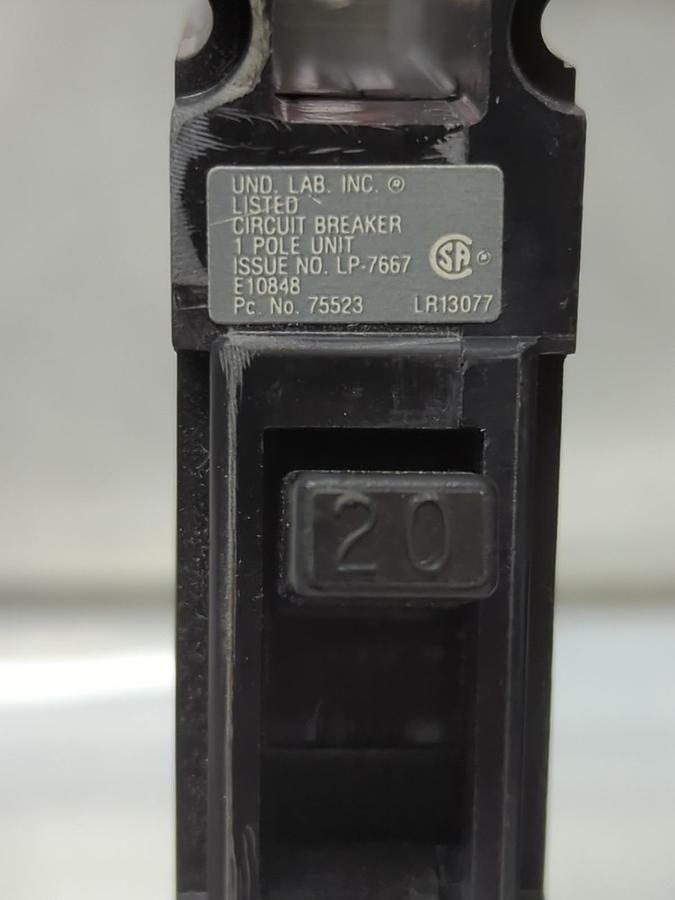 UND. LAB. INC. ®
LISTED
CIRCUIT BREAKER
1 POLE UNIT
ISSUE NO. LP-7667
E10848
Pc. No. 75523 LR13077
SA ®
20